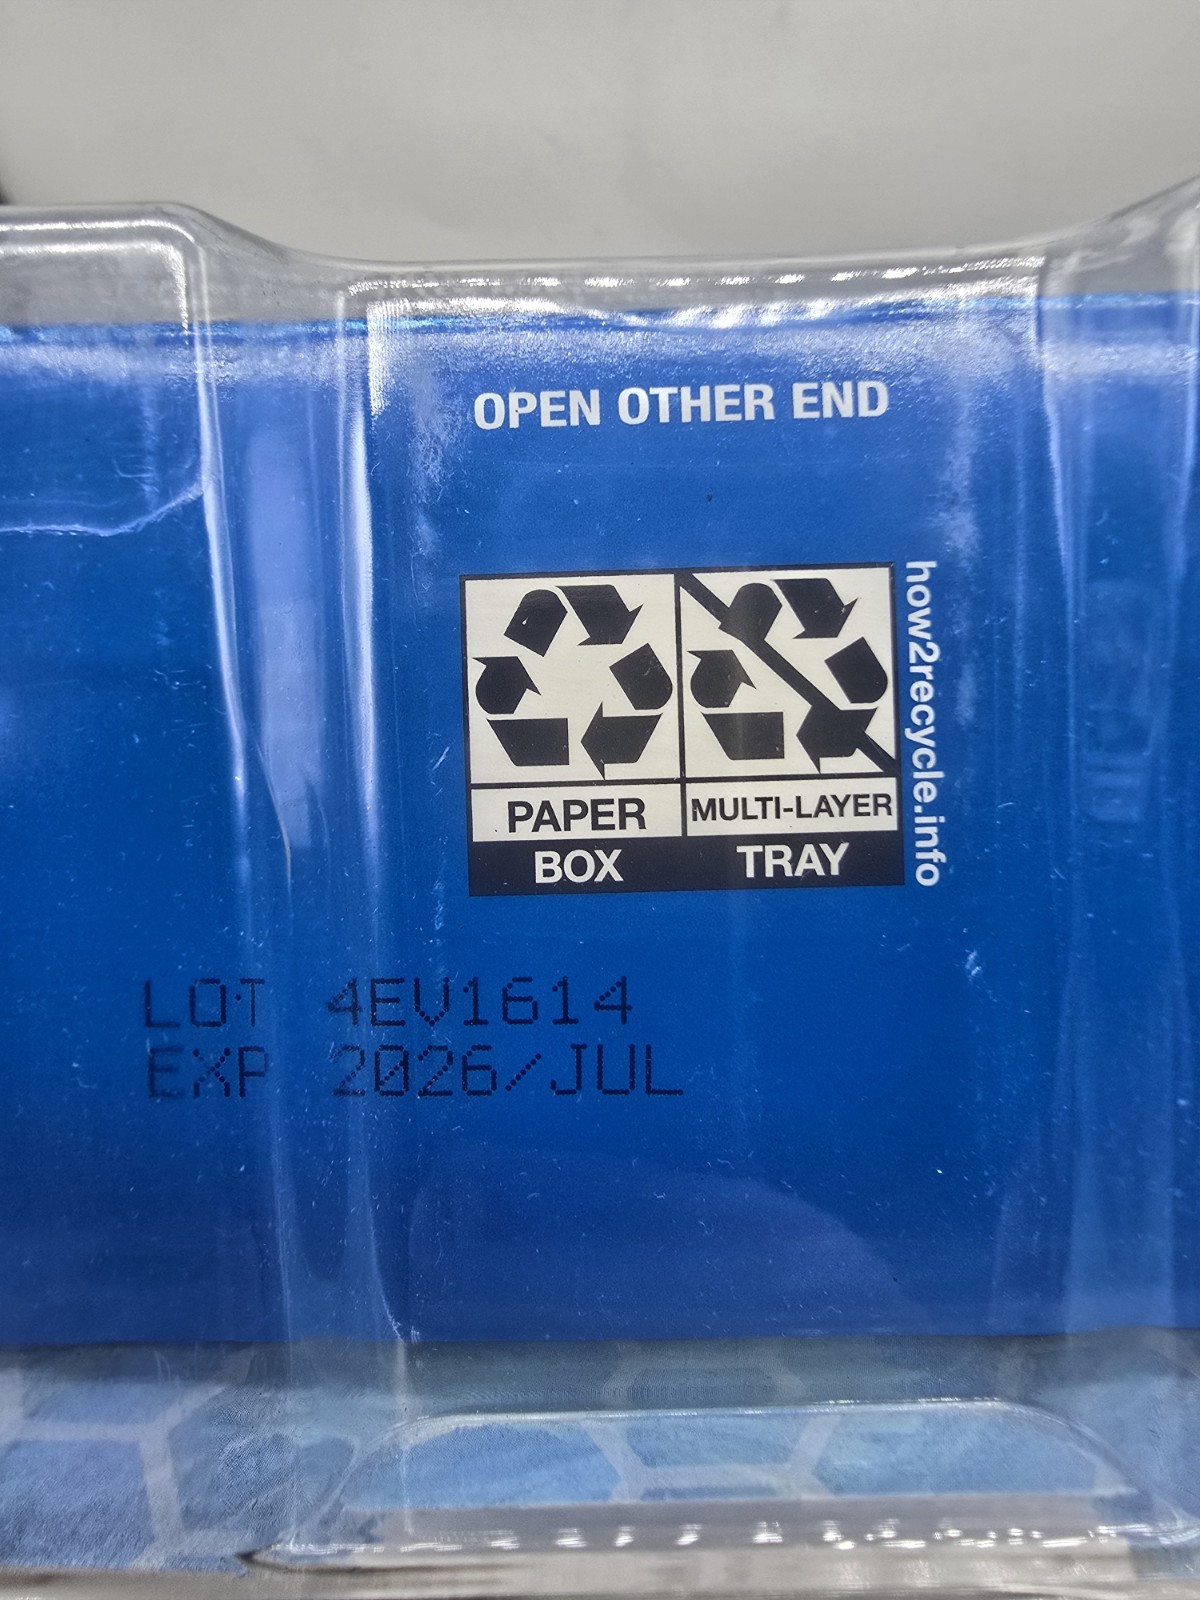 OPEN OTHER END
PAPER
BOX
MULTI-LAYER
TRAY
how2recycle.info
LOT 4EV1614
EXP 2026/JUL